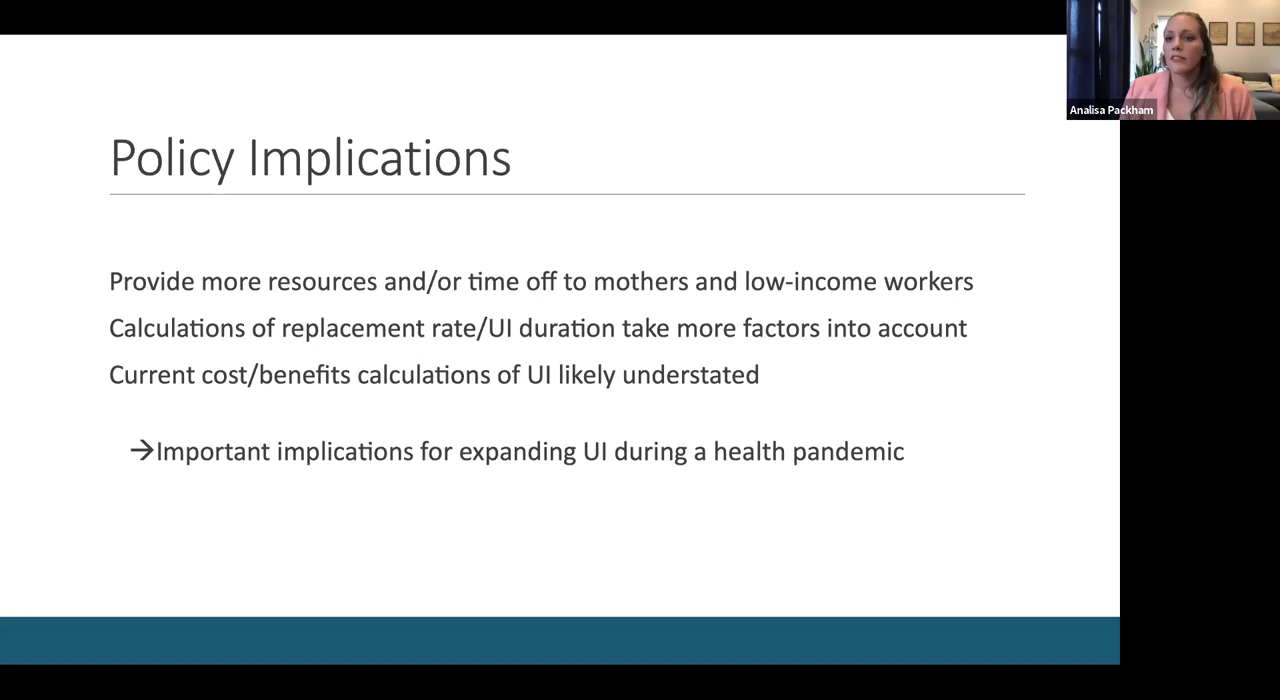 Analisa Packham
Policy Implications
Provide more resources and/or time off to mothers and low-income workers
Calculations of replacement rate/UI duration take more factors into account
Current cost/benefits calculations of UI likely understated
→Important implications for expanding UI during a health pandemic